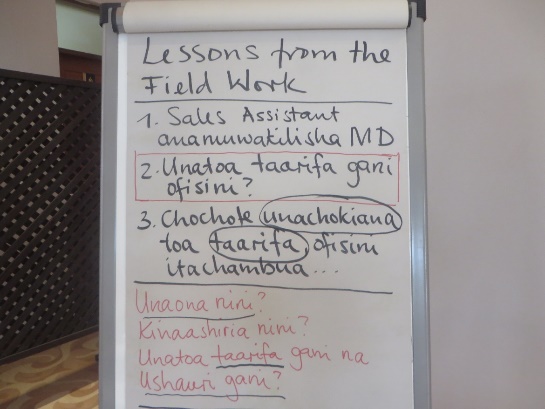 Lessons from the
Field Work
1. Sales Assistant
anamuwakilisha MD
2. Unatoa taarifa gani
ofisini?
3. Chochote unachokiona
toa taarifa, ofisini
itachambua...
Unaona nini?
Kinaashiria nini?
Unatoa taarifa gani na
Ushauri gani?